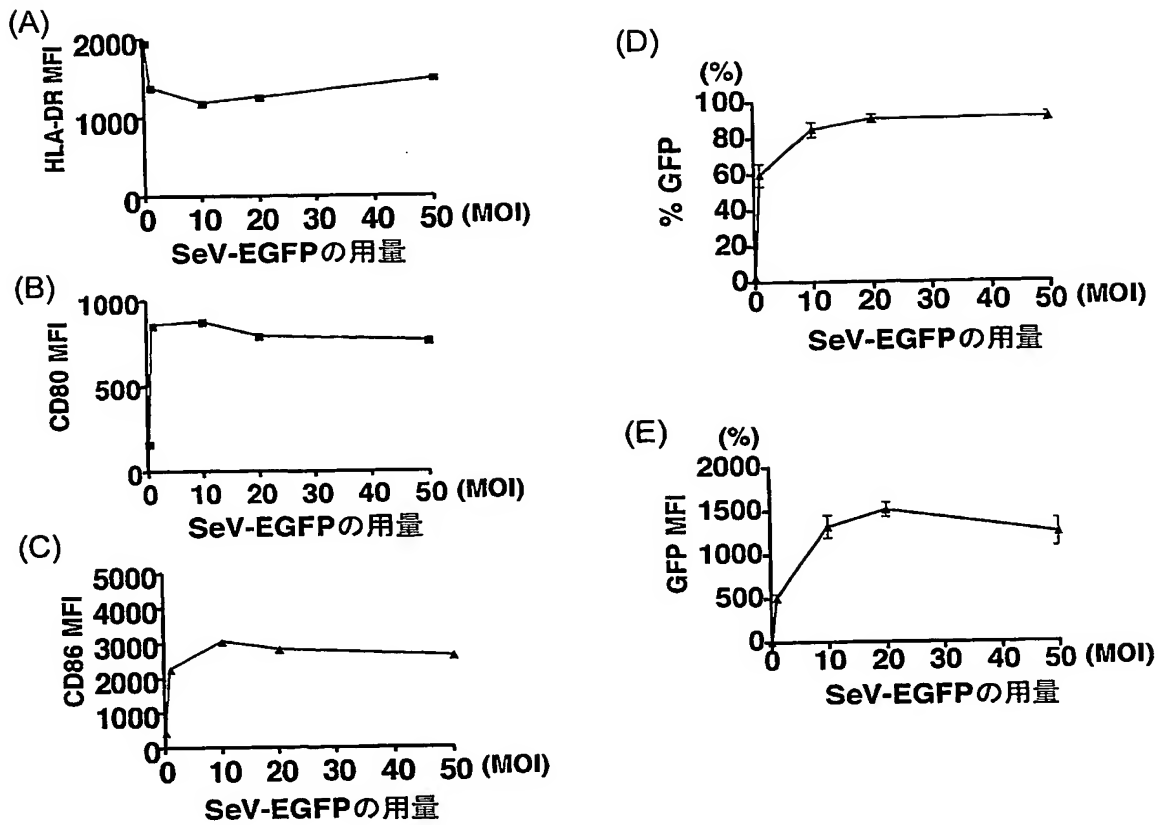 (A)
HLA-DR MFI
2000
1000
0
0 10 20 30 40 50 (MOI)
SeV-EGFPの用量
(B)
CD80 MFI
1000
500
0
0 10 20 30 40 50 (MOI)
SeV-EGFPの用量
(C)
CD86 MFI
5000
4000
3000
2000
1000
0
0 10 20 30 40 50 (MOI)
SeV-EGFPの用量
(D)
(%)
% GFP
100
80
60
40
20
0
0 10 20 30 40 50 (MOI)
SeV-EGFPの用量
(E)
(%)
GFP MFI
2000
1500
1000
500
0
0 10 20 30 40 50 (MOI)
SeV-EGFPの用量